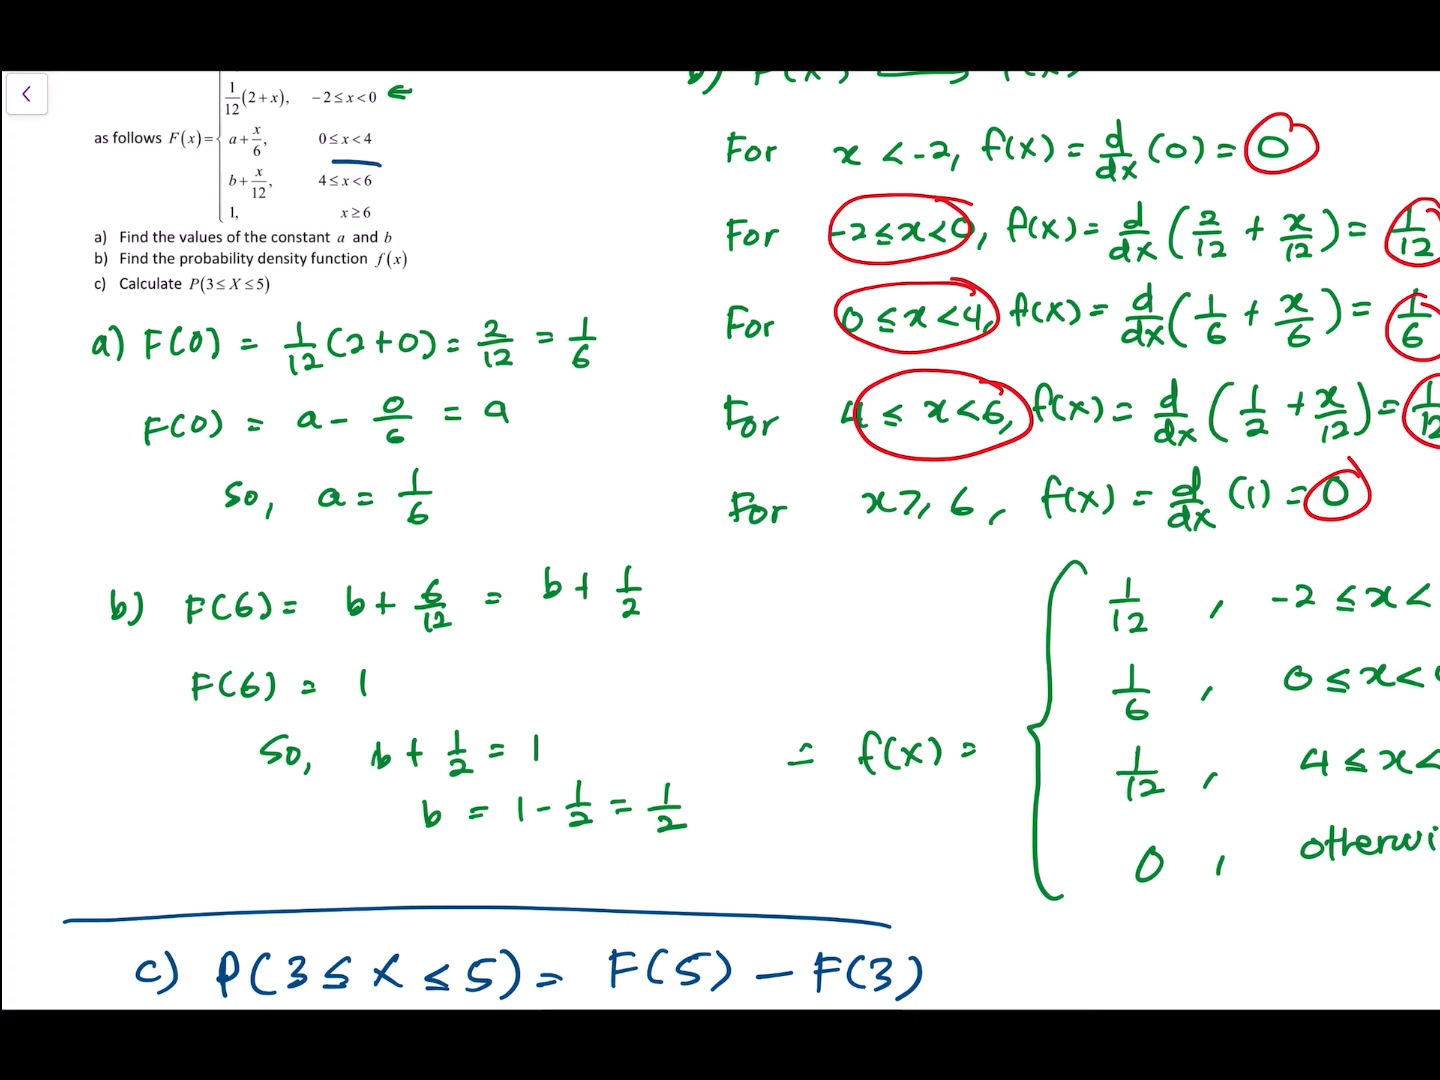 1/12 (2+x),    -2≤x<0 ←
as follows F(x)= a+x/6,    0≤x<4
b+x/12,    4≤x<6
1,    x≥6
a) Find the values of the constant a and b
b) Find the probability density function f(x)
c) Calculate P(3≤X≤5)
a) F(0) = 1/12 (2+0) = 2/12 = 1/6
F(0) = a - 0/6 = a
So, a = 1/6
b) F(6) = b + 6/12 = b + 1/2
F(6) = 1
So, b + 1/2 = 1
b = 1 - 1/2 = 1/2
For x < -2, f(x) = d/dx (0) = 0
For -2 ≤ x < 0, f(x) = d/dx (2/12 + x/12) = 1/12
For 0 ≤ x < 4, f(x) = d/dx (1/6 + x/6) = 1/6
For 4 ≤ x < 6, f(x) = d/dx (1/2 + x/12) = 1/12
For x ≥ 6, f(x) = d/dx (1) = 0
1/12 , -2 ≤ x <
1/6 , 0 ≤ x <
∴ f(x) =
1/12 , 4 ≤ x <
0 , otherwi
c) P(3 ≤ X ≤ 5) = F(5) - F(3)